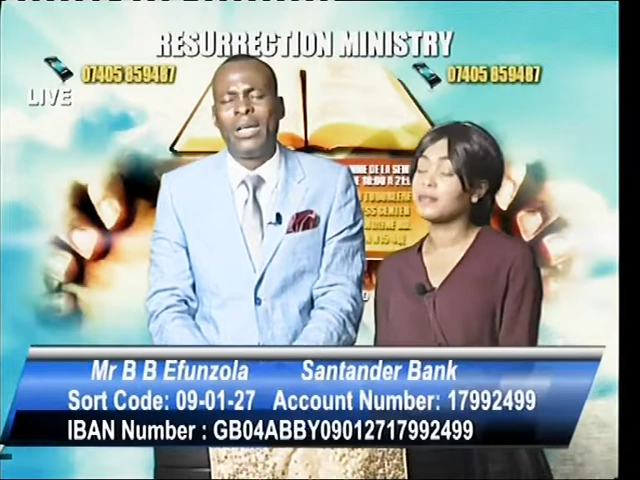 RESURRECTION MINISTRY
07405 859487
07405 859487
LIVE
Mr B B Efunzola Santander Bank
Sort Code: 09-01-27 Account Number: 17992499
IBAN Number : GB04ABBY09012717992499